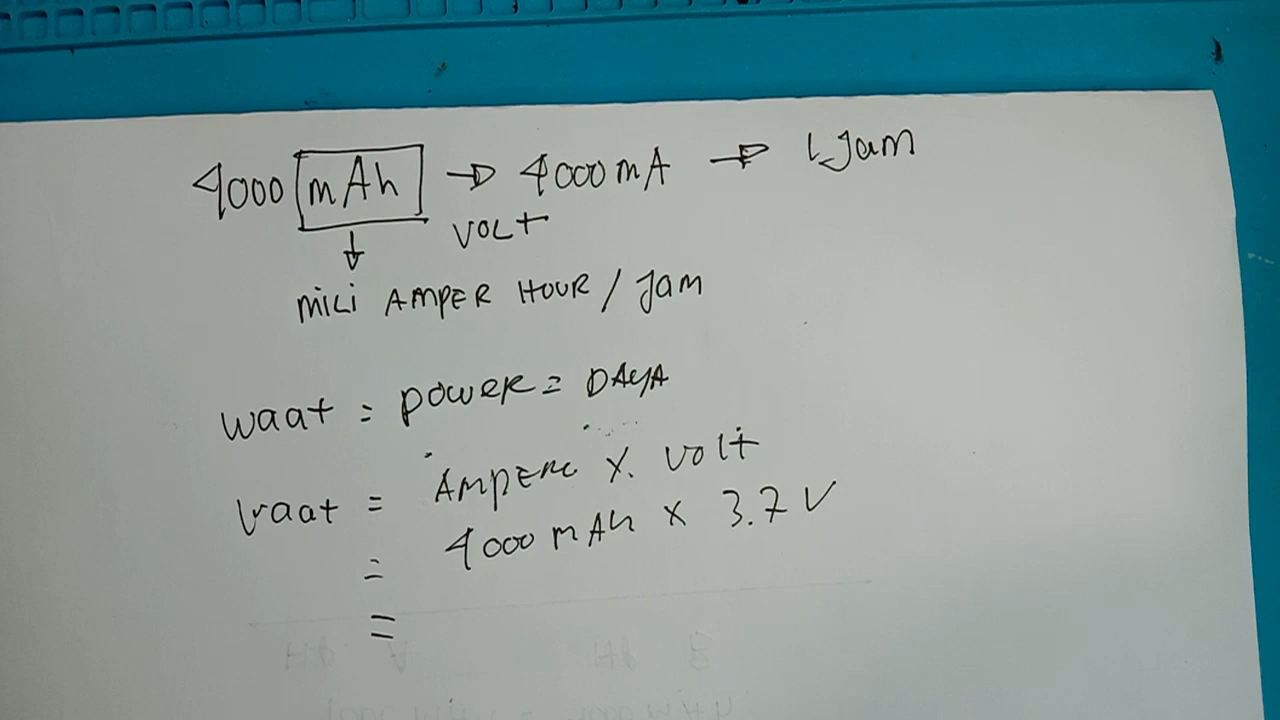 4000 mAh → 4000 mA → 1 Jam
↓ VOLT
MiLi AMPER HOUR / Jam
waat = power = DAYA
waat = AMPERE X. volt
= 4000 mAh x 3.7 V
=